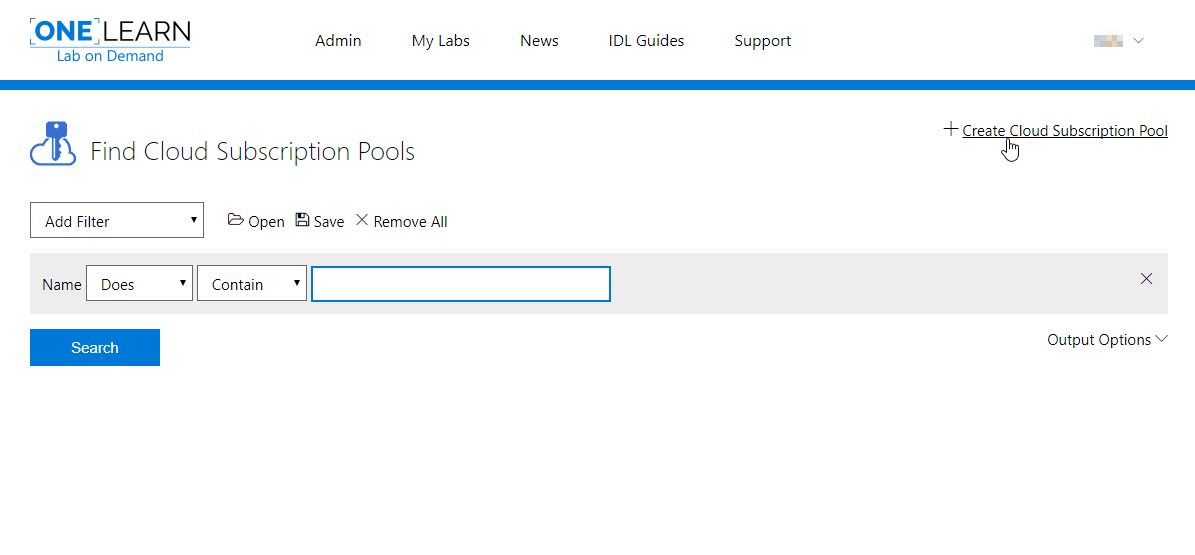 ONE LEARN
Lab on Demand
Admin My Labs News IDL Guides Support
Create Cloud Subscription Pool
Find Cloud Subscription Pools
Add Filter Open Save Remove All
Name Does Contain
Search
Output Options